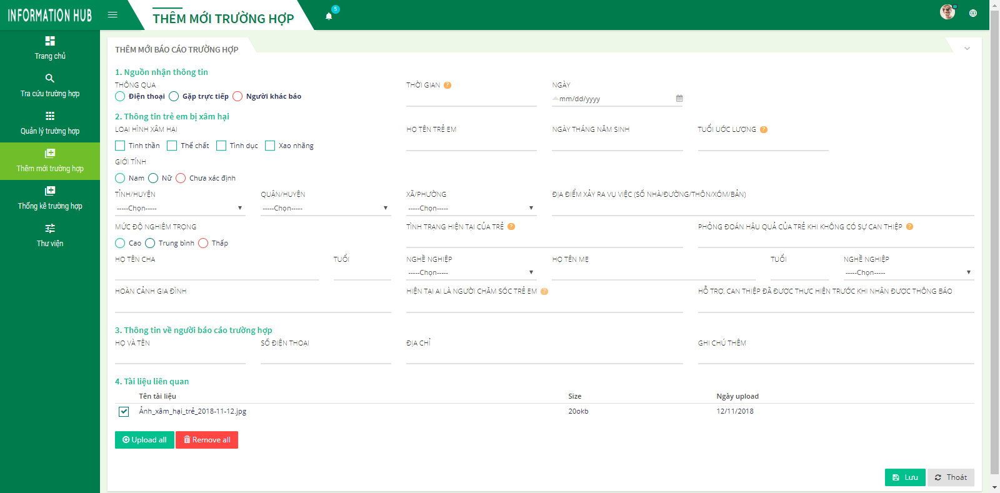 INFORMATION HUB
THÊM MỚI TRƯỜNG HỢP
5
Trang chủ
Tra cứu trường hợp
Quản lý trường hợp
Thêm mới trường hợp
Thống kê trường hợp
Thư viện
THÊM MỚI BÁO CÁO TRƯỜNG HỢP
1. Nguồn nhận thông tin
THÔNG QUA THỜI GIAN ? NGÀY
Điện thoại Gặp trực tiếp Người khác báo mm/dd/yyyy
2. Thông tin trẻ em bị xâm hại
LOẠI HÌNH XÂM HẠI HỌ TÊN TRẺ EM NGÀY THÁNG NĂM SINH TUỔI ƯỚC LƯỢNG ?
Tinh thần Thể chất Tình dục Xao nhãng
GIỚI TÍNH
Nam Nữ Chưa xác định
TỈNH/HUYỆN QUẬN/HUYỆN XÃ/PHƯỜNG ĐỊA ĐIỂM XẢY RA VỤ VIỆC (SỐ NHÀ/ĐƯỜNG/THÔN/XÓM/BẢN)
-----Chọn----- -----Chọn----- -----Chọn-----
MỨC ĐỘ NGHIÊM TRỌNG TÌNH TRẠNG HIỆN TẠI CỦA TRẺ ? PHỎNG ĐOÁN HẬU QUẢ CỦA TRẺ KHI KHÔNG CÓ SỰ CAN THIỆP ?
Cao Trung bình Thấp
HỌ TÊN CHA TUỔI NGHỀ NGHIỆP HỌ TÊN MẸ TUỔI NGHỀ NGHIỆP
-----Chọn----- -----Chọn-----
HOÀN CẢNH GIA ĐÌNH HIỆN TẠI AI LÀ NGƯỜI CHĂM SÓC TRẺ EM ? HỖ TRỢ, CAN THIỆP ĐÃ ĐƯỢC THỰC HIỆN TRƯỚC KHI NHẬN ĐƯỢC THÔNG BÁO
3. Thông tin về người báo cáo trường hợp
HỌ VÀ TÊN SỐ ĐIỆN THOẠI ĐỊA CHỈ GHI CHÚ THÊM
4. Tài liệu liên quan
Tên tài liệu Size Ngày upload
Ảnh_xâm_hại_trẻ_2018-11-12.jpg 20okb 12/11/2018
Upload all Remove all
Lưu Thoát